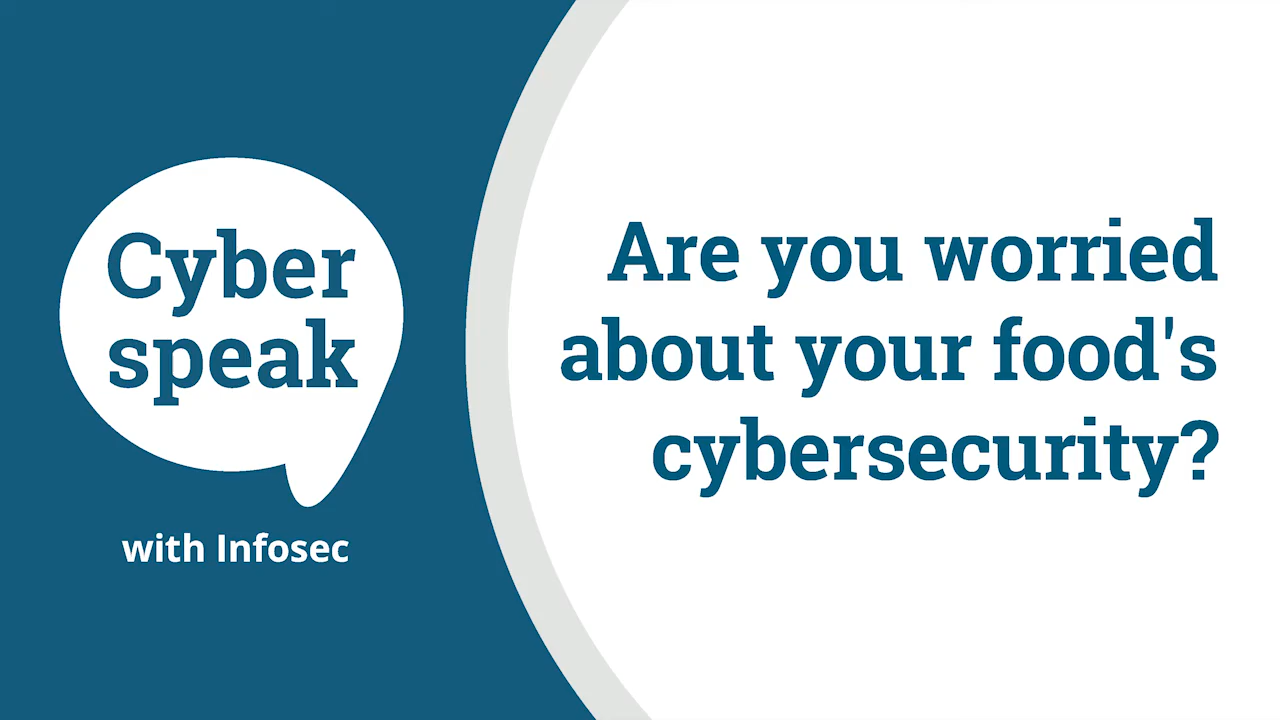 Cyber
speak
with Infosec
Are you worried
about your food's
cybersecurity?